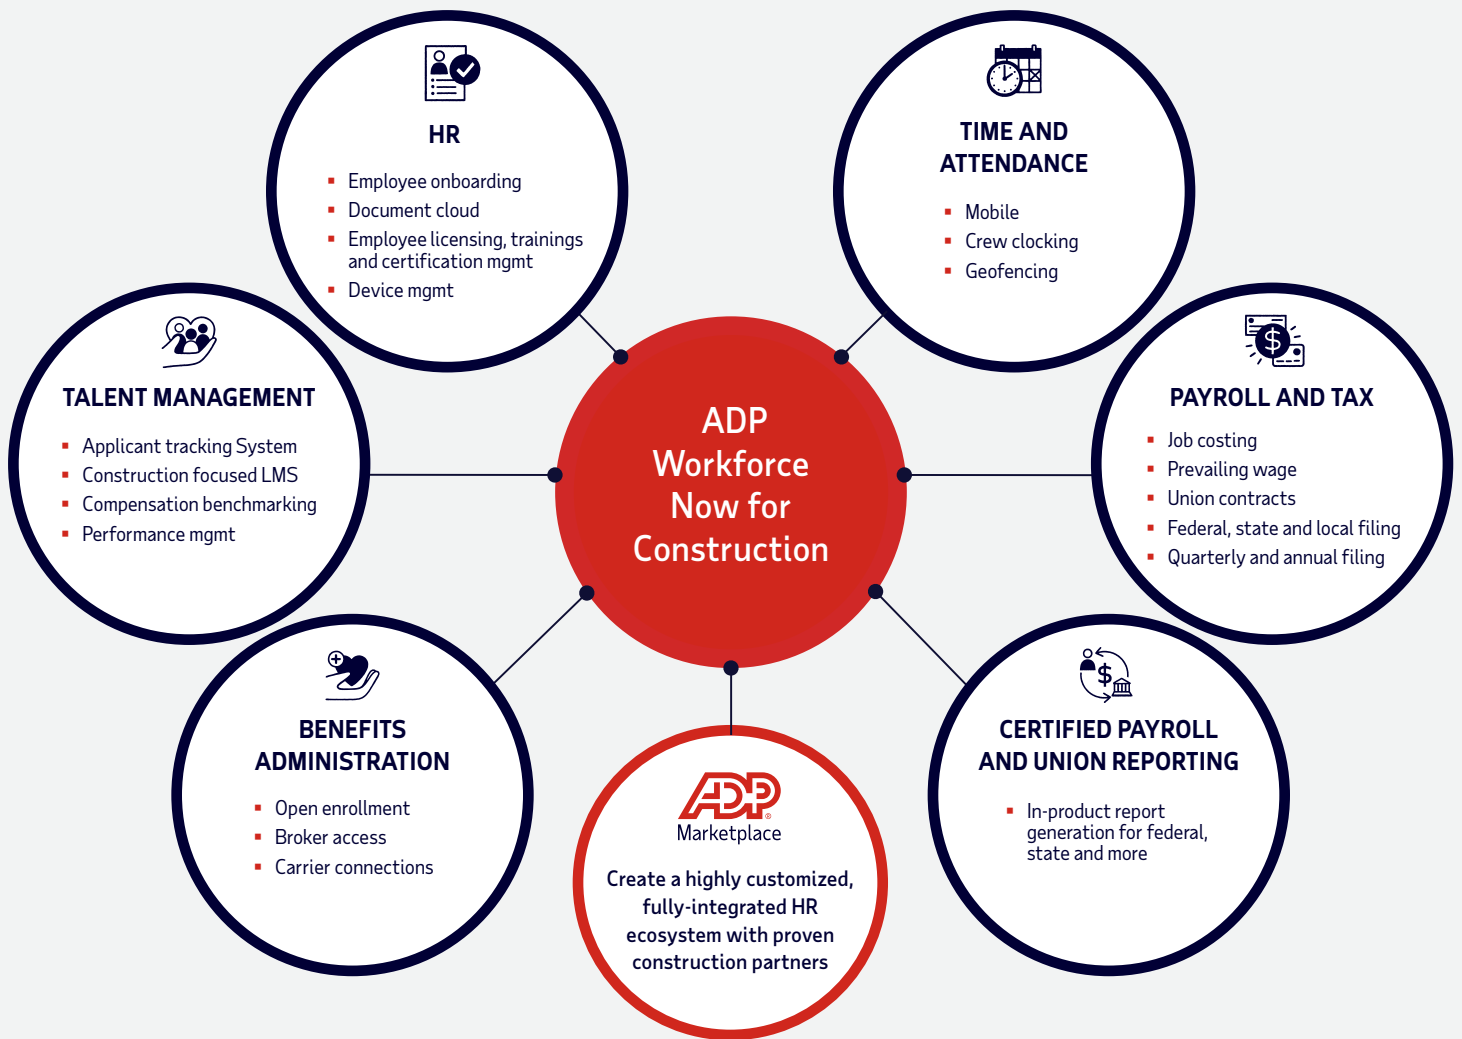 HR
Employee onboarding
Document cloud
Employee licensing, trainings
and certification mgmt
Device mgmt
TIME AND
ATTENDANCE
Mobile
Crew clocking
Geofencing
TALENT MANAGEMENT
Applicant tracking System
Construction focused LMS
Compensation benchmarking
Performance mgmt
ADP
Workforce
Now for
Construction
PAYROLL AND TAX
Job costing
Prevailing wage
Union contracts
Federal, state and local filing
Quarterly and annual filing
BENEFITS
ADMINISTRATION
Open enrollment
Broker access
Carrier connections
ADP®
Marketplace
Create a highly customized,
fully-integrated HR
ecosystem with proven
construction partners
CERTIFIED PAYROLL
AND UNION REPORTING
In-product report
generation for federal,
state and more